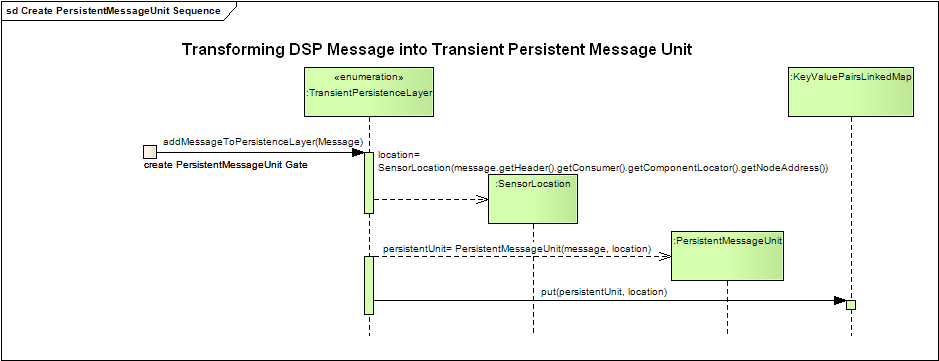 sd Create PersistentMessageUnit Sequence
Transforming DSP Message into Transient Persistent Message Unit
«enumeration»
:TransientPersistenceLayer
:KeyValuePairsLinkedMap
addMessageToPersistenceLayer(Message)
create PersistentMessageUnit Gate
location=
SensorLocation(message.getHeader().getConsumer().getComponentLocator().getNodeAddress())
:SensorLocation
persistentUnit= PersistentMessageUnit(message, location)
:PersistentMessageUnit
put(persistentUnit, location)